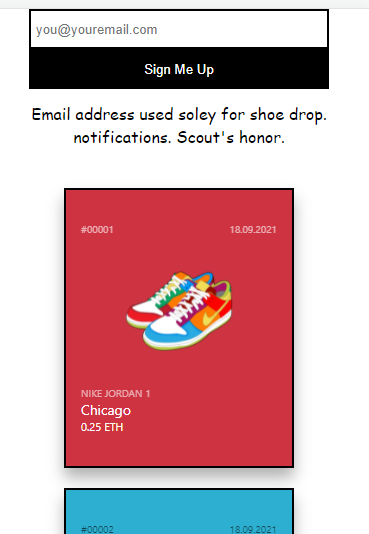 you@youremail.com
Sign Me Up
Email address used soley for shoe drop.
notifications. Scout's honor.
#00001 18.09.2021
NIKE JORDAN 1
Chicago
0.25 ETH
#00002 18.09.2021